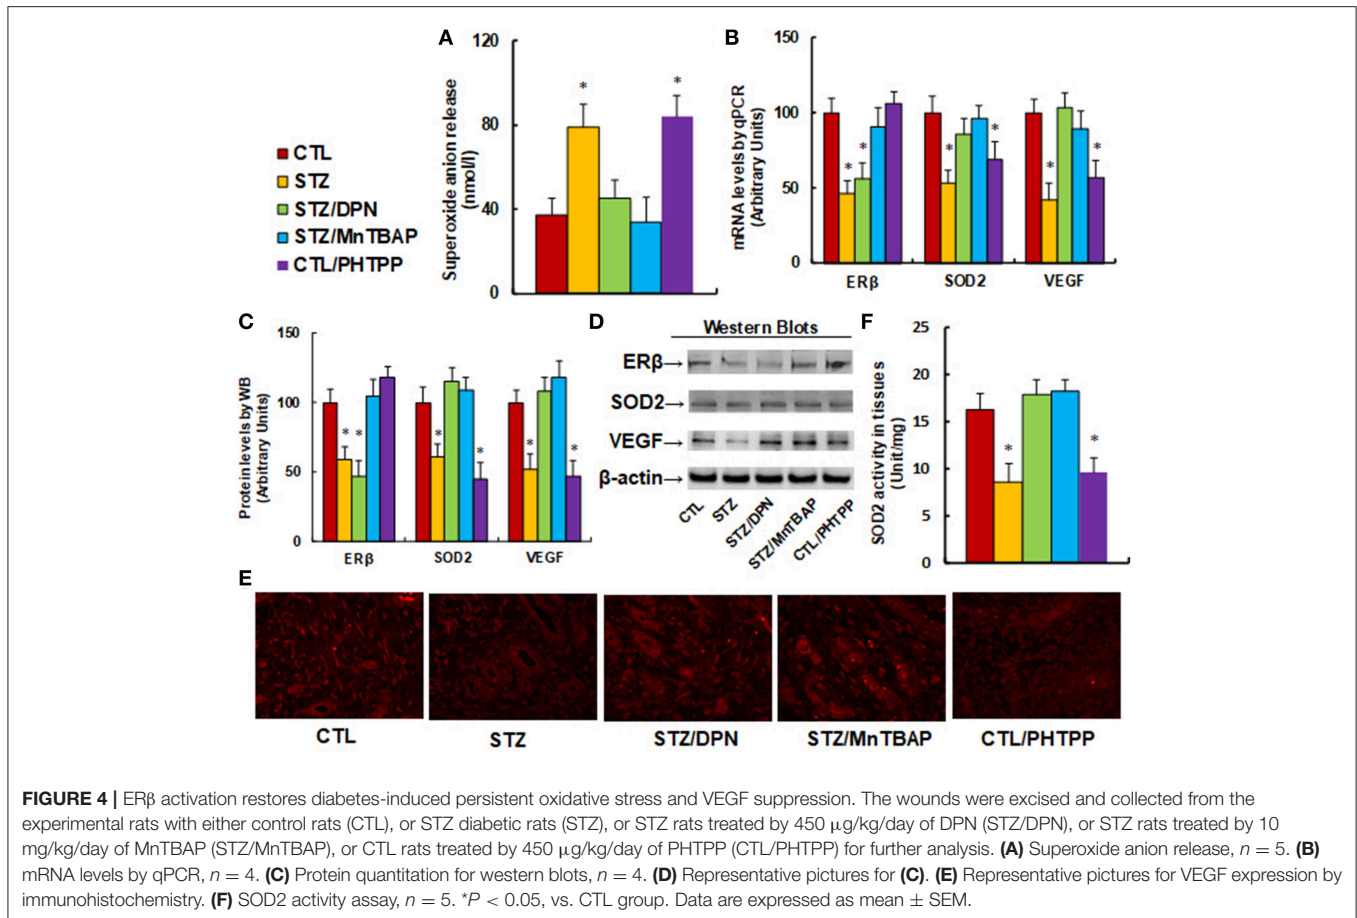 A
Superoxide anion release
(nmol/l)
120
80
40
0
*
*
CTL
STZ
STZ/DPN
STZ/MnTBAP
CTL/PHTPP
B
mRNA levels by qPCR
(Arbitrary Units)
150
100
50
0
* *
* *
* *
ERβ SOD2 VEGF
C
Protein levels by WB
(Arbitrary Units)
150
100
50
0
* *
* *
* *
ERβ SOD2 VEGF
D
Western Blots
ERβ→
SOD2→
VEGF→
β-actin→
CTL STZ STZ/DPN STZ/MnTBAP CTL/PHTPP
F
SOD2 activity in tissues
(Unit/mg)
25
20
15
10
5
0
* *
E
CTL STZ STZ/DPN STZ/MnTBAP CTL/PHTPP
FIGURE 4 | ERβ activation restores diabetes-induced persistent oxidative stress and VEGF suppression. The wounds were excised and collected from the
experimental rats with either control rats (CTL), or STZ diabetic rats (STZ), or STZ rats treated by 450 μg/kg/day of DPN (STZ/DPN), or STZ rats treated by 10
mg/kg/day of MnTBAP (STZ/MnTBAP), or CTL rats treated by 450 μg/kg/day of PHTPP (CTL/PHTPP) for further analysis. (A) Superoxide anion release, n = 5. (B)
mRNA levels by qPCR, n = 4. (C) Protein quantitation for western blots, n = 4. (D) Representative pictures for (C). (E) Representative pictures for VEGF expression by
immunohistochemistry. (F) SOD2 activity assay, n = 5. *P < 0.05, vs. CTL group. Data are expressed as mean ± SEM.